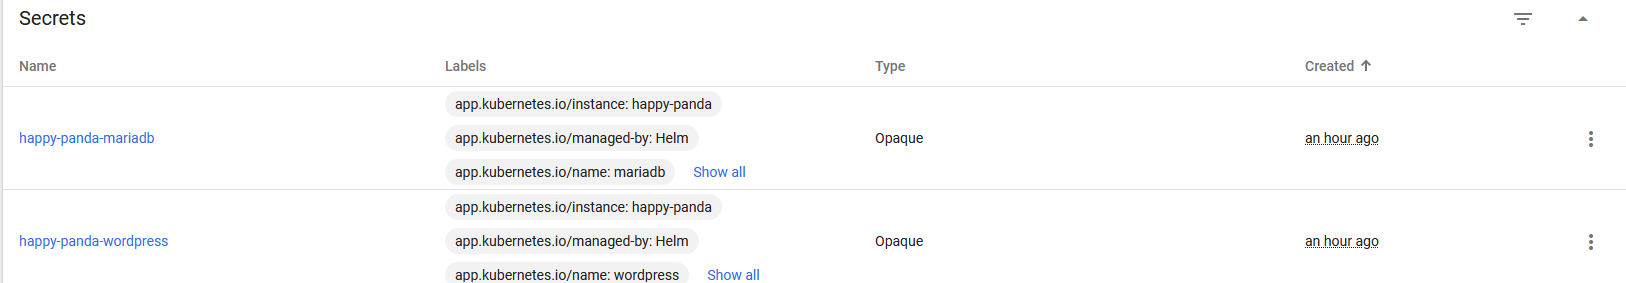 Secrets
Name Labels Type Created
app.kubernetes.io/instance: happy-panda
happy-panda-mariadb app.kubernetes.io/managed-by: Helm Opaque an hour ago
app.kubernetes.io/name: mariadb Show all
app.kubernetes.io/instance: happy-panda
happy-panda-wordpress app.kubernetes.io/managed-by: Helm Opaque an hour ago
app.kubernetes.io/name: wordpress Show all